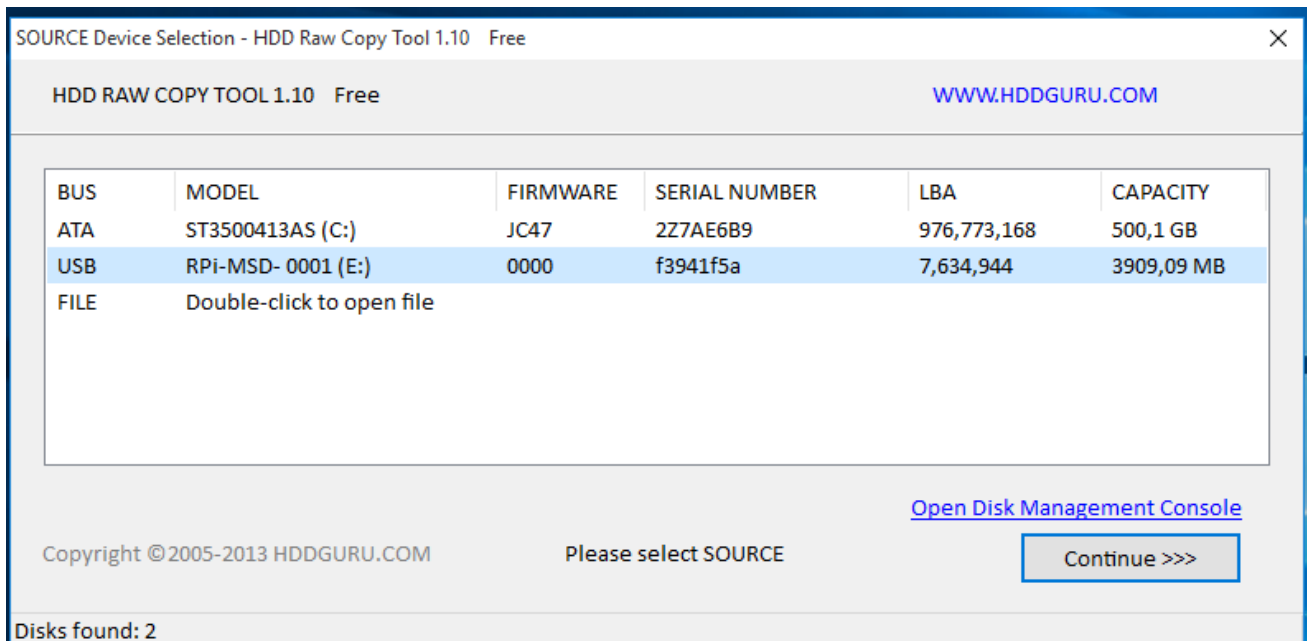 SOURCE Device Selection - HDD Raw Copy Tool 1.10 Free
HDD RAW COPY TOOL 1.10 Free WWW.HDDGURU.COM
BUS MODEL FIRMWARE SERIAL NUMBER LBA CAPACITY
ATA ST3500413AS (C:) JC47 2Z7AE6B9 976,773,168 500,1 GB
USB RPi-MSD- 0001 (E:) 0000 f3941f5a 7,634,944 3909,09 MB
FILE Double-click to open file
Open Disk Management Console
Copyright ©2005-2013 HDDGURU.COM Please select SOURCE Continue >>>
Disks found: 2